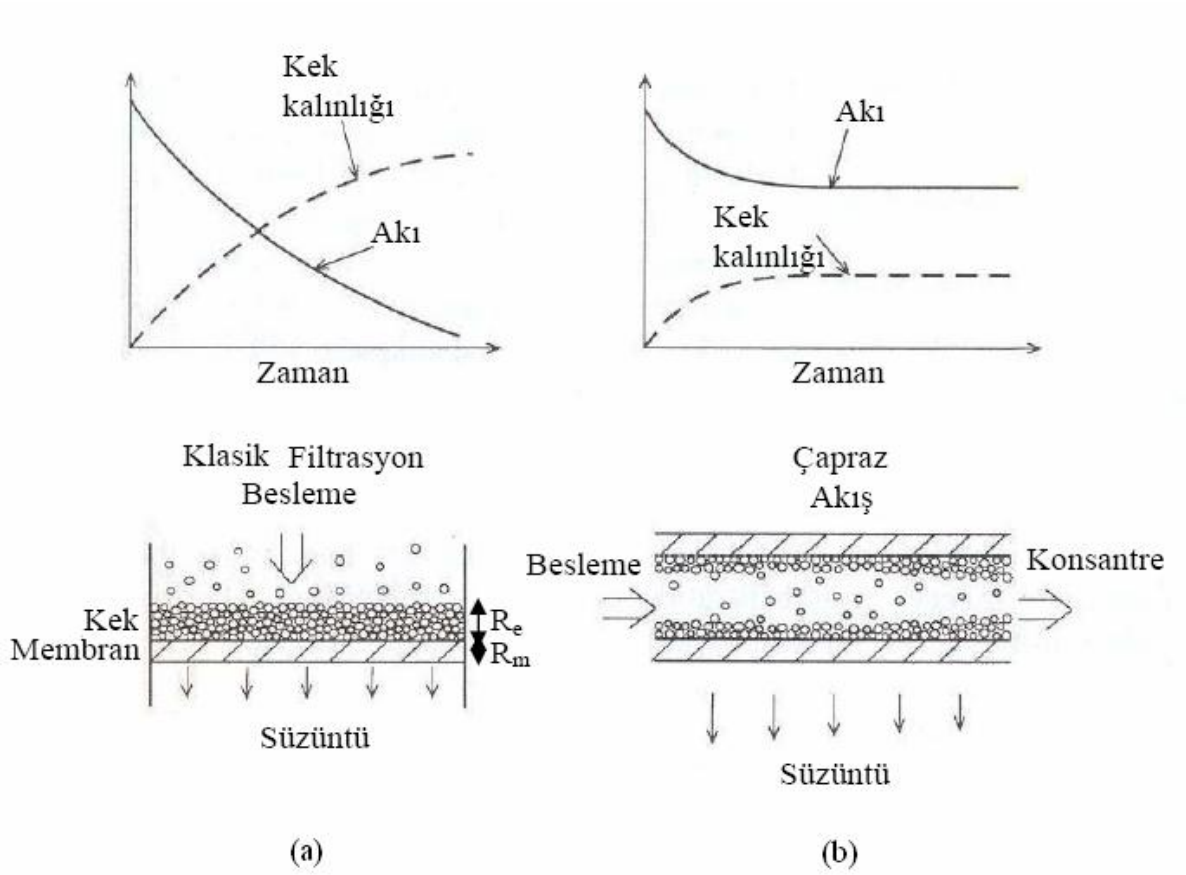 Kek
kalınlığı
Akı
Zaman
Akı
Kek
kalınlığı
Zaman
Klasik Filtrasyon
Besleme
Kek
Membran
Re
Rm
Süzüntü
(a)
Çapraz
Akış
Besleme
Konsantre
Süzüntü
(b)